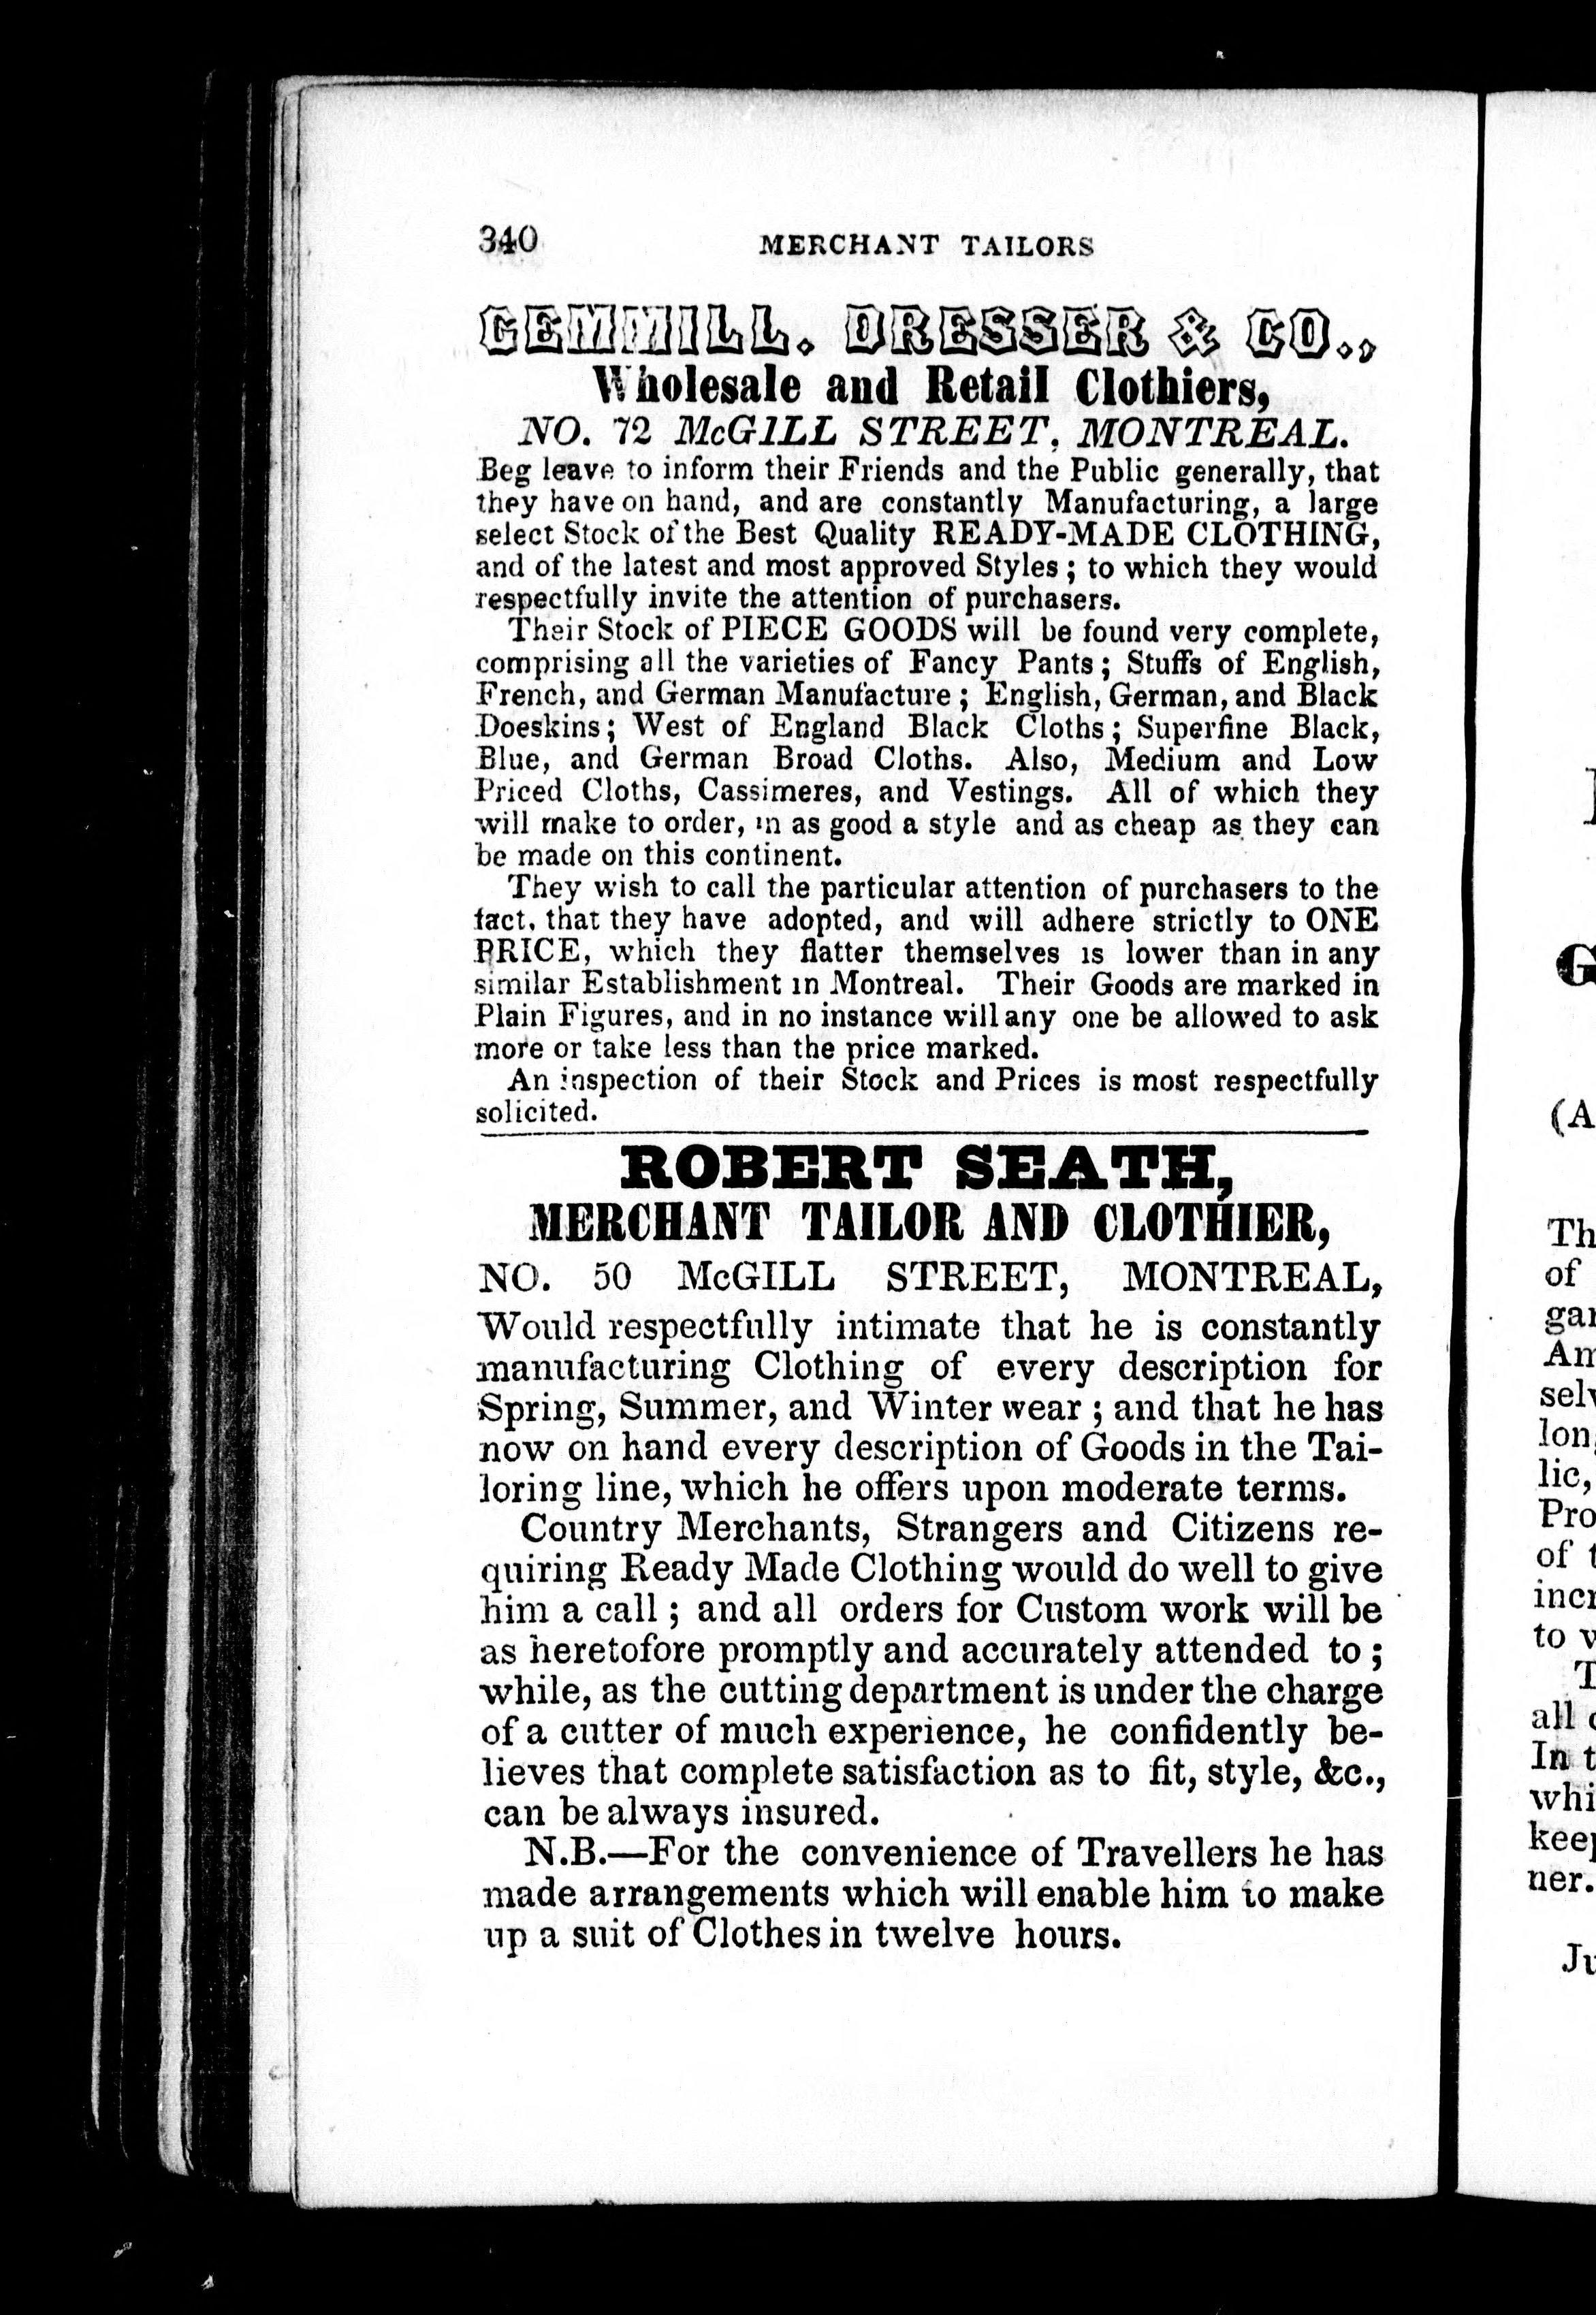 340 MERCHANT TAILORS
GEMMILL, DRESSER & CO.,
Wholesale and Retail Clothiers,
NO. 72 McGILL STREET, MONTREAL.
Beg leave to inform their Friends and the Public generally, that
they have on hand, and are constantly Manufacturing, a large
select Stock of the Best Quality READY-MADE CLOTHING,
and of the latest and most approved Styles; to which they would
respectfully invite the attention of purchasers.
Their Stock of PIECE GOODS will be found very complete,
comprising all the varieties of Fancy Pants; Stuffs of English,
French, and German Manufacture; English, German, and Black
Doeskins; West of England Black Cloths; Superfine Black,
Blue, and German Broad Cloths. Also, Medium and Low
Priced Cloths, Cassimeres, and Vestings. All of which they
will make to order, in as good a style and as cheap as they can
be made on this continent.
They wish to call the particular attention of purchasers to the
fact, that they have adopted, and will adhere strictly to ONE
PRICE, which they flatter themselves is lower than in any
similar Establishment in Montreal. Their Goods are marked in
Plain Figures, and in no instance will any one be allowed to ask
more or take less than the price marked.
An inspection of their Stock and Prices is most respectfully
solicited.
ROBERT SEATH,
MERCHANT TAILOR AND CLOTHIER,
NO. 50 McGILL STREET, MONTREAL,
Would respectfully intimate that he is constantly
manufacturing Clothing of every description for
Spring, Summer, and Winter wear; and that he has
now on hand every description of Goods in the Tai-
loring line, which he offers upon moderate terms.
Country Merchants, Strangers and Citizens re-
quiring Ready Made Clothing would do well to give
him a call; and all orders for Custom work will be
as heretofore promptly and accurately attended to;
while, as the cutting department is under the charge
of a cutter of much experience, he confidently be-
lieves that complete satisfaction as to fit, style, &c.,
can be always insured.
N.B.—For the convenience of Travellers he has
made arrangements which will enable him to make
up a suit of Clothes in twelve hours.
(A
Th
of
sel
lon
lic,
Pro
of t
to
all
In t
whi
ner.